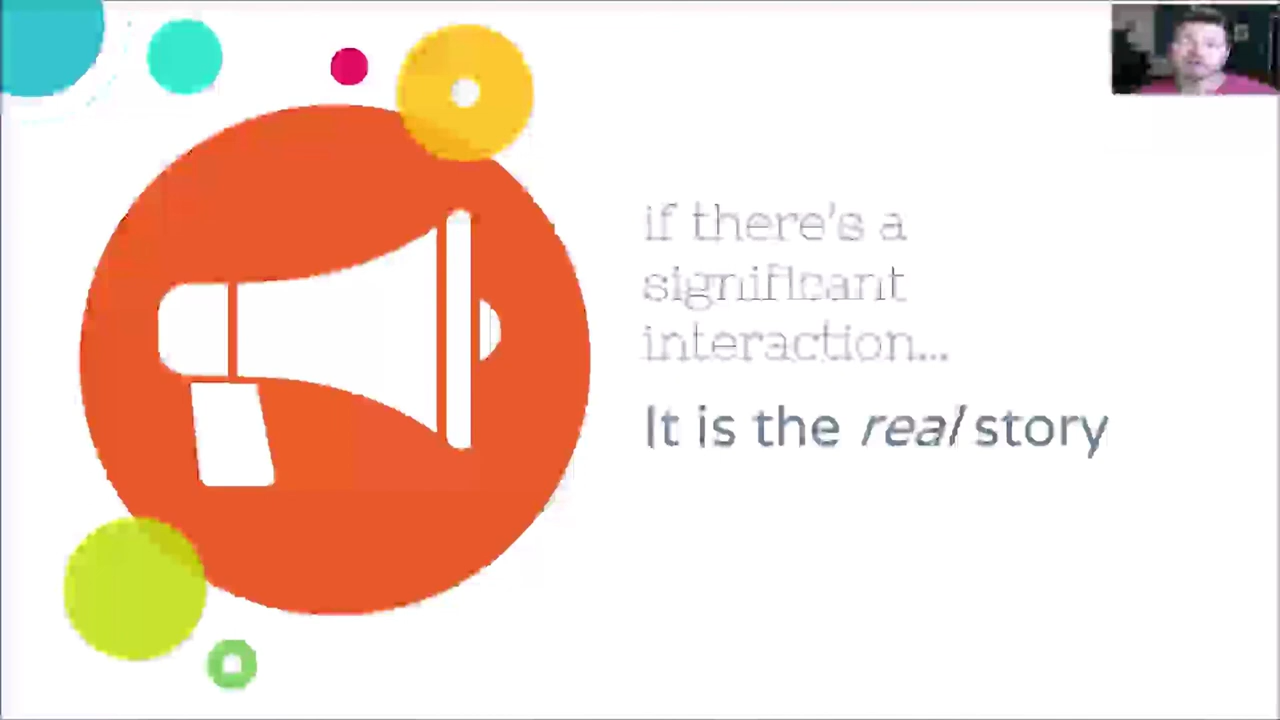 if there's a
significant
interaction...
It is the real story